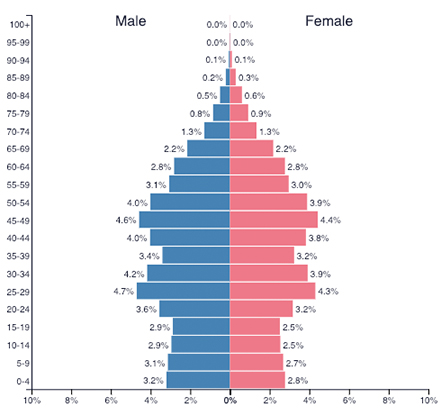 Male Female
100+ 0.0% 0.0%
95-99 0.0% 0.0%
90-94 0.1% 0.1%
85-89 0.2% 0.3%
80-84 0.5% 0.6%
75-79 0.8% 0.9%
70-74 1.3% 1.3%
65-69 2.2% 2.2%
60-64 2.8% 2.8%
55-59 3.1% 3.0%
50-54 4.0% 3.9%
45-49 4.6% 4.4%
40-44 4.0% 3.8%
35-39 3.4% 3.2%
30-34 4.2% 3.9%
25-29 4.7% 4.3%
20-24 3.6% 3.2%
15-19 2.9% 2.5%
10-14 2.9% 2.5%
5-9 3.1% 2.7%
0-4 3.2% 2.8%
10% 8% 6% 4% 2% 0% 2% 4% 6% 8% 10%